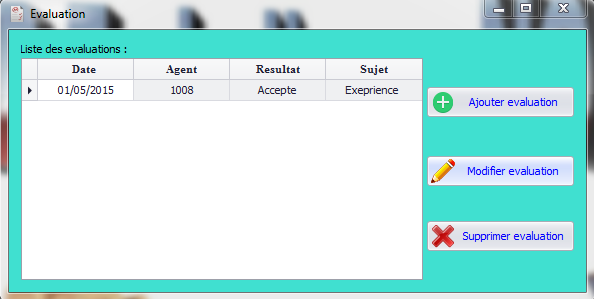 Evaluation
Liste des evaluations :
Date Agent Resultat Sujet
01/05/2015 1008 Accepte Exeprience
Ajouter evaluation
Modifier evaluation
Supprimer evaluation